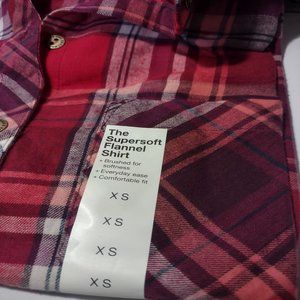 The
Supersoft
Flannel
Shirt
• Brushed for
softness
• Everyday ease
• Comfortable fit
XS
XS
XS
XS